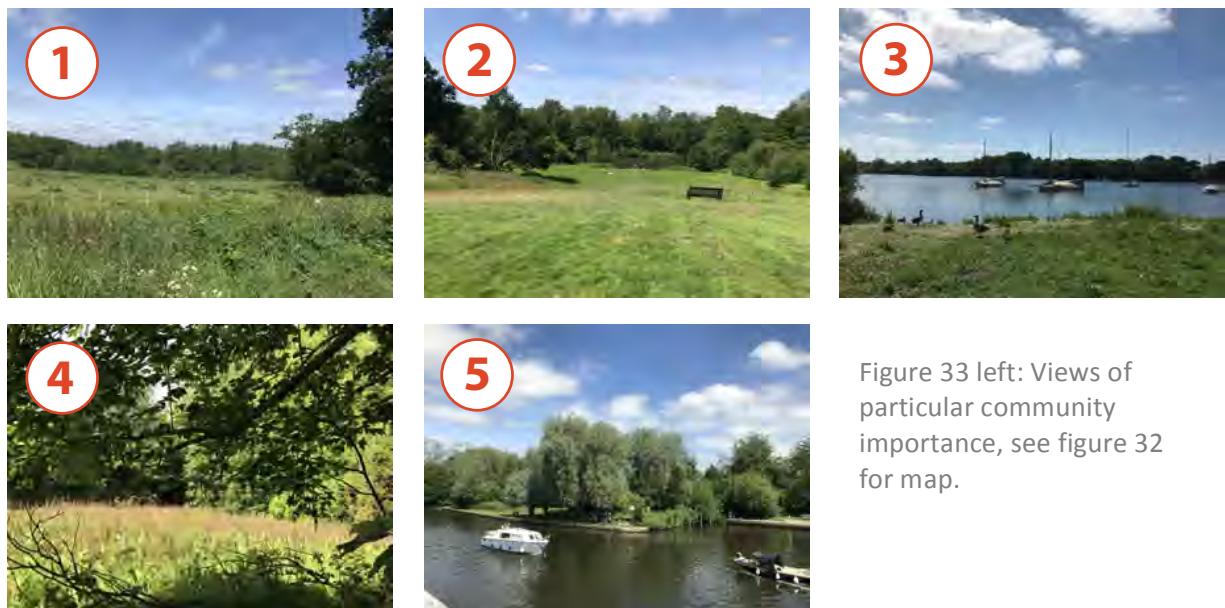 1
2
3
4
5
Figure 33 left: Views of
particular community
importance, see figure 32
for map.